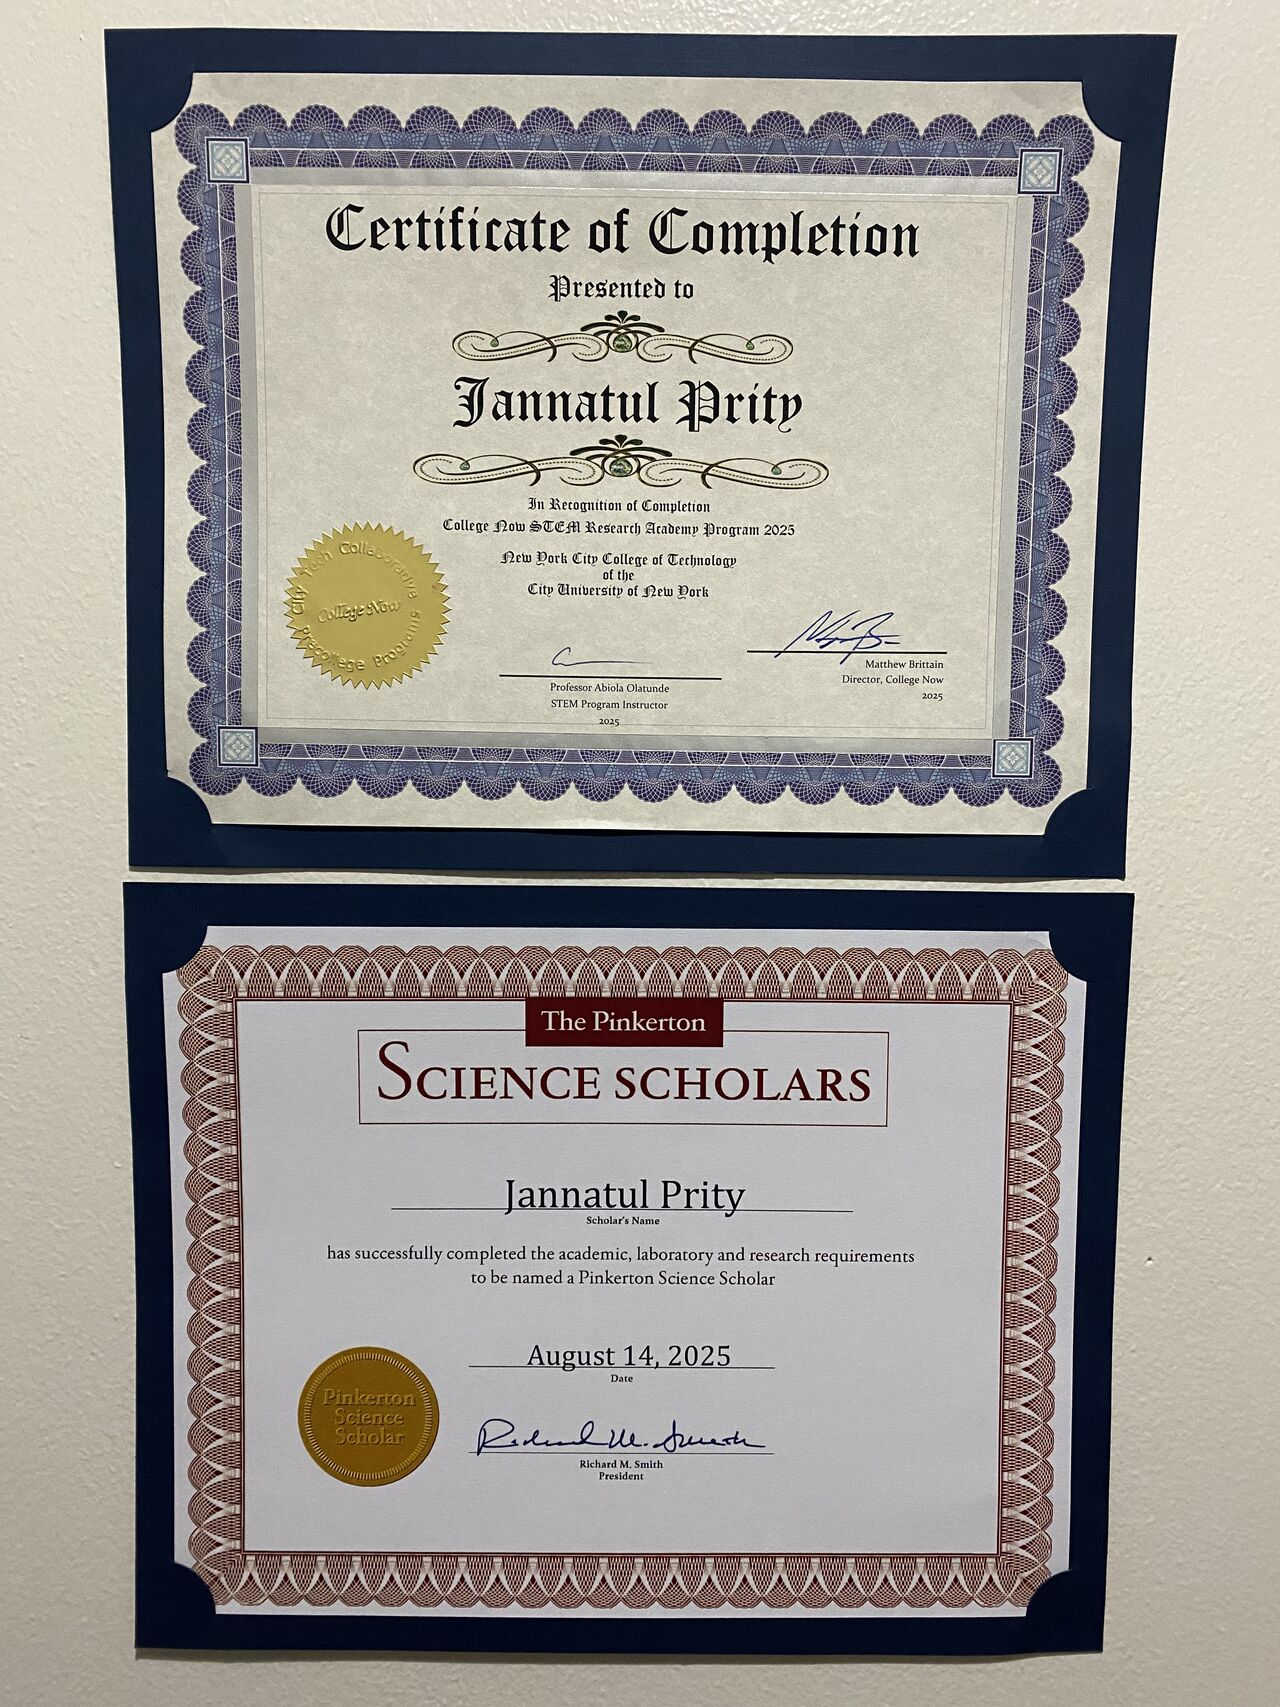 Certificate of Completion
Presented to
Jannatul Prity
In Recognition of Completion
College Now STEM Research Academy Program 2025
New York City College of Technology
of the
City University of New York
City Tech Collaborative
College Now
Precollege Programs
Professor Abiola Olatunde
STEM Program Instructor
2025
Matthew Brittain
Director, College Now
2025
The Pinkerton
SCIENCE SCHOLARS
Jannatul Prity
Scholar's Name
has successfully completed the academic, laboratory and research requirements
to be named a Pinkerton Science Scholar
August 14, 2025
Date
Pinkerton
Science
Scholar
Richard M. Smith
Richard M. Smith
President